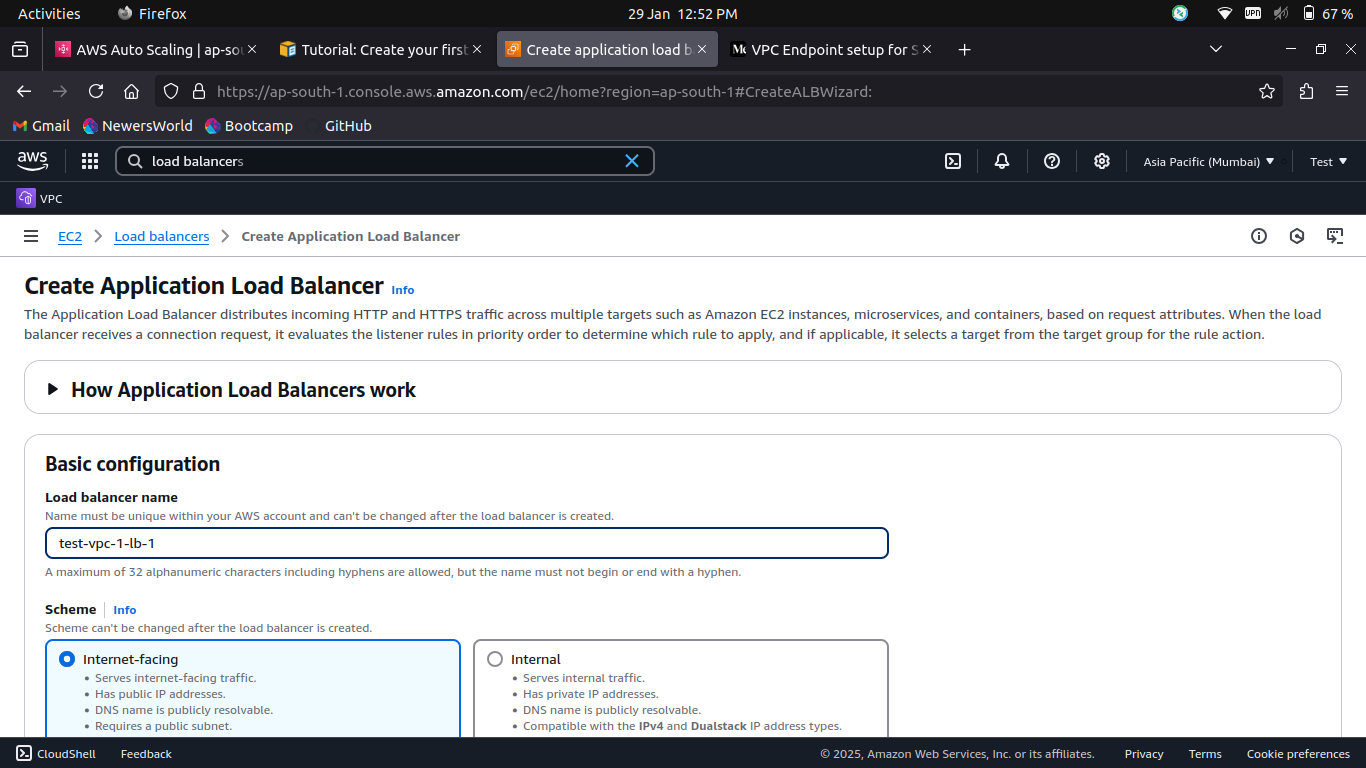 Activities
Firefox
29 Jan 12:52 PM
VPN
67 %
AWS Auto Scaling | ap-so
Tutorial: Create your first
Create application load b
VPC Endpoint setup for S
https://ap-south-1.console.aws.amazon.com/ec2/home?region=ap-south-1#CreateALBWizard:
Gmail
NewersWorld
Bootcamp
GitHub
aws
load balancers
Asia Pacific (Mumbai)
Test
VPC
EC2
Load balancers
Create Application Load Balancer
Create Application Load Balancer Info
The Application Load Balancer distributes incoming HTTP and HTTPS traffic across multiple targets such as Amazon EC2 instances, microservices, and containers, based on request attributes. When the load
balancer receives a connection request, it evaluates the listener rules in priority order to determine which rule to apply, and if applicable, it selects a target from the target group for the rule action.
How Application Load Balancers work
Basic configuration
Load balancer name
Name must be unique within your AWS account and can't be changed after the load balancer is created.
test-vpc-1-lb-1
A maximum of 32 alphanumeric characters including hyphens are allowed, but the name must not begin or end with a hyphen.
Scheme Info
Scheme can't be changed after the load balancer is created.
Internet-facing
• Serves internet-facing traffic.
• Has public IP addresses.
• DNS name is publicly resolvable.
• Requires a public subnet.
Internal
• Serves internal traffic.
• Has private IP addresses.
• DNS name is publicly resolvable.
• Compatible with the IPv4 and Dualstack IP address types.
CloudShell
Feedback
© 2025, Amazon Web Services, Inc. or its affiliates.
Privacy
Terms
Cookie preferences